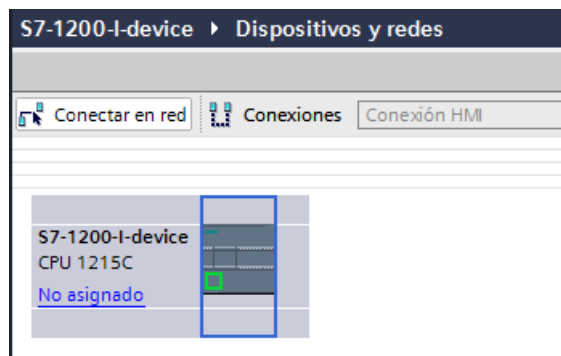 S7-1200-I-device ▸ Dispositivos y redes
Conectar en red Conexiones Conexión HMI
S7-1200-I-device
CPU 1215C
No asignado